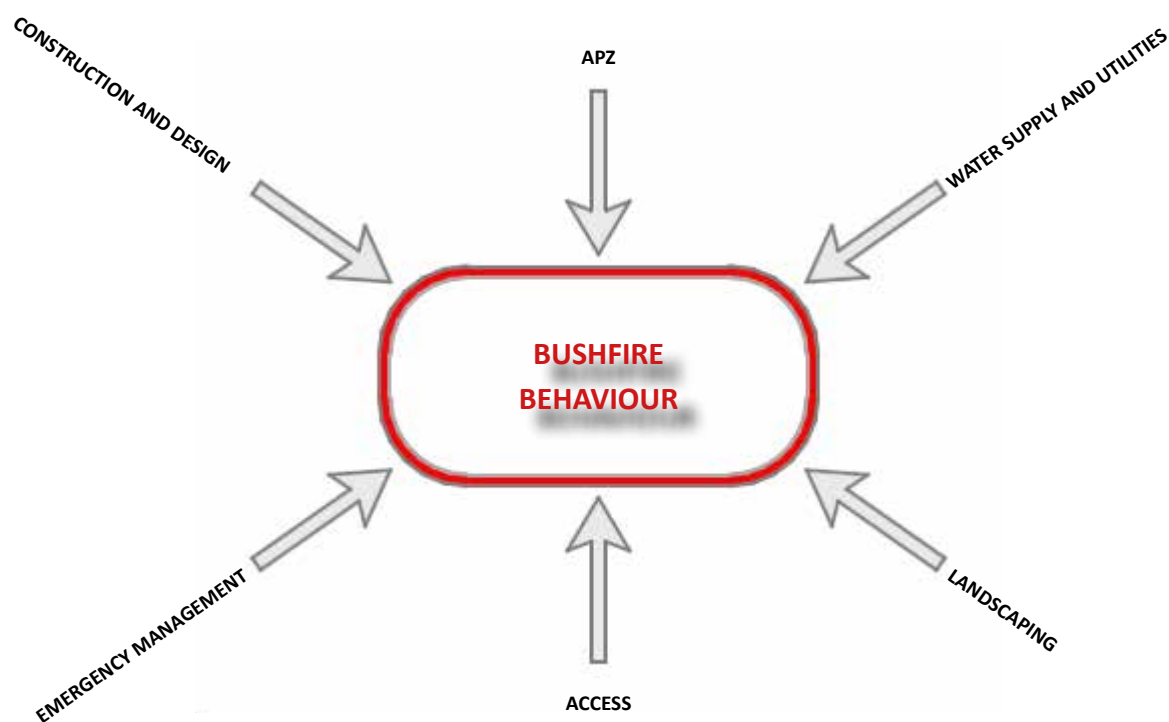 CONSTRUCTION AND DESIGN
APZ
WATER SUPPLY AND UTILITIES
BUSHFIRE
BEHAVIOUR
EMERGENCY MANAGEMENT
ACCESS
LANDSCAPING